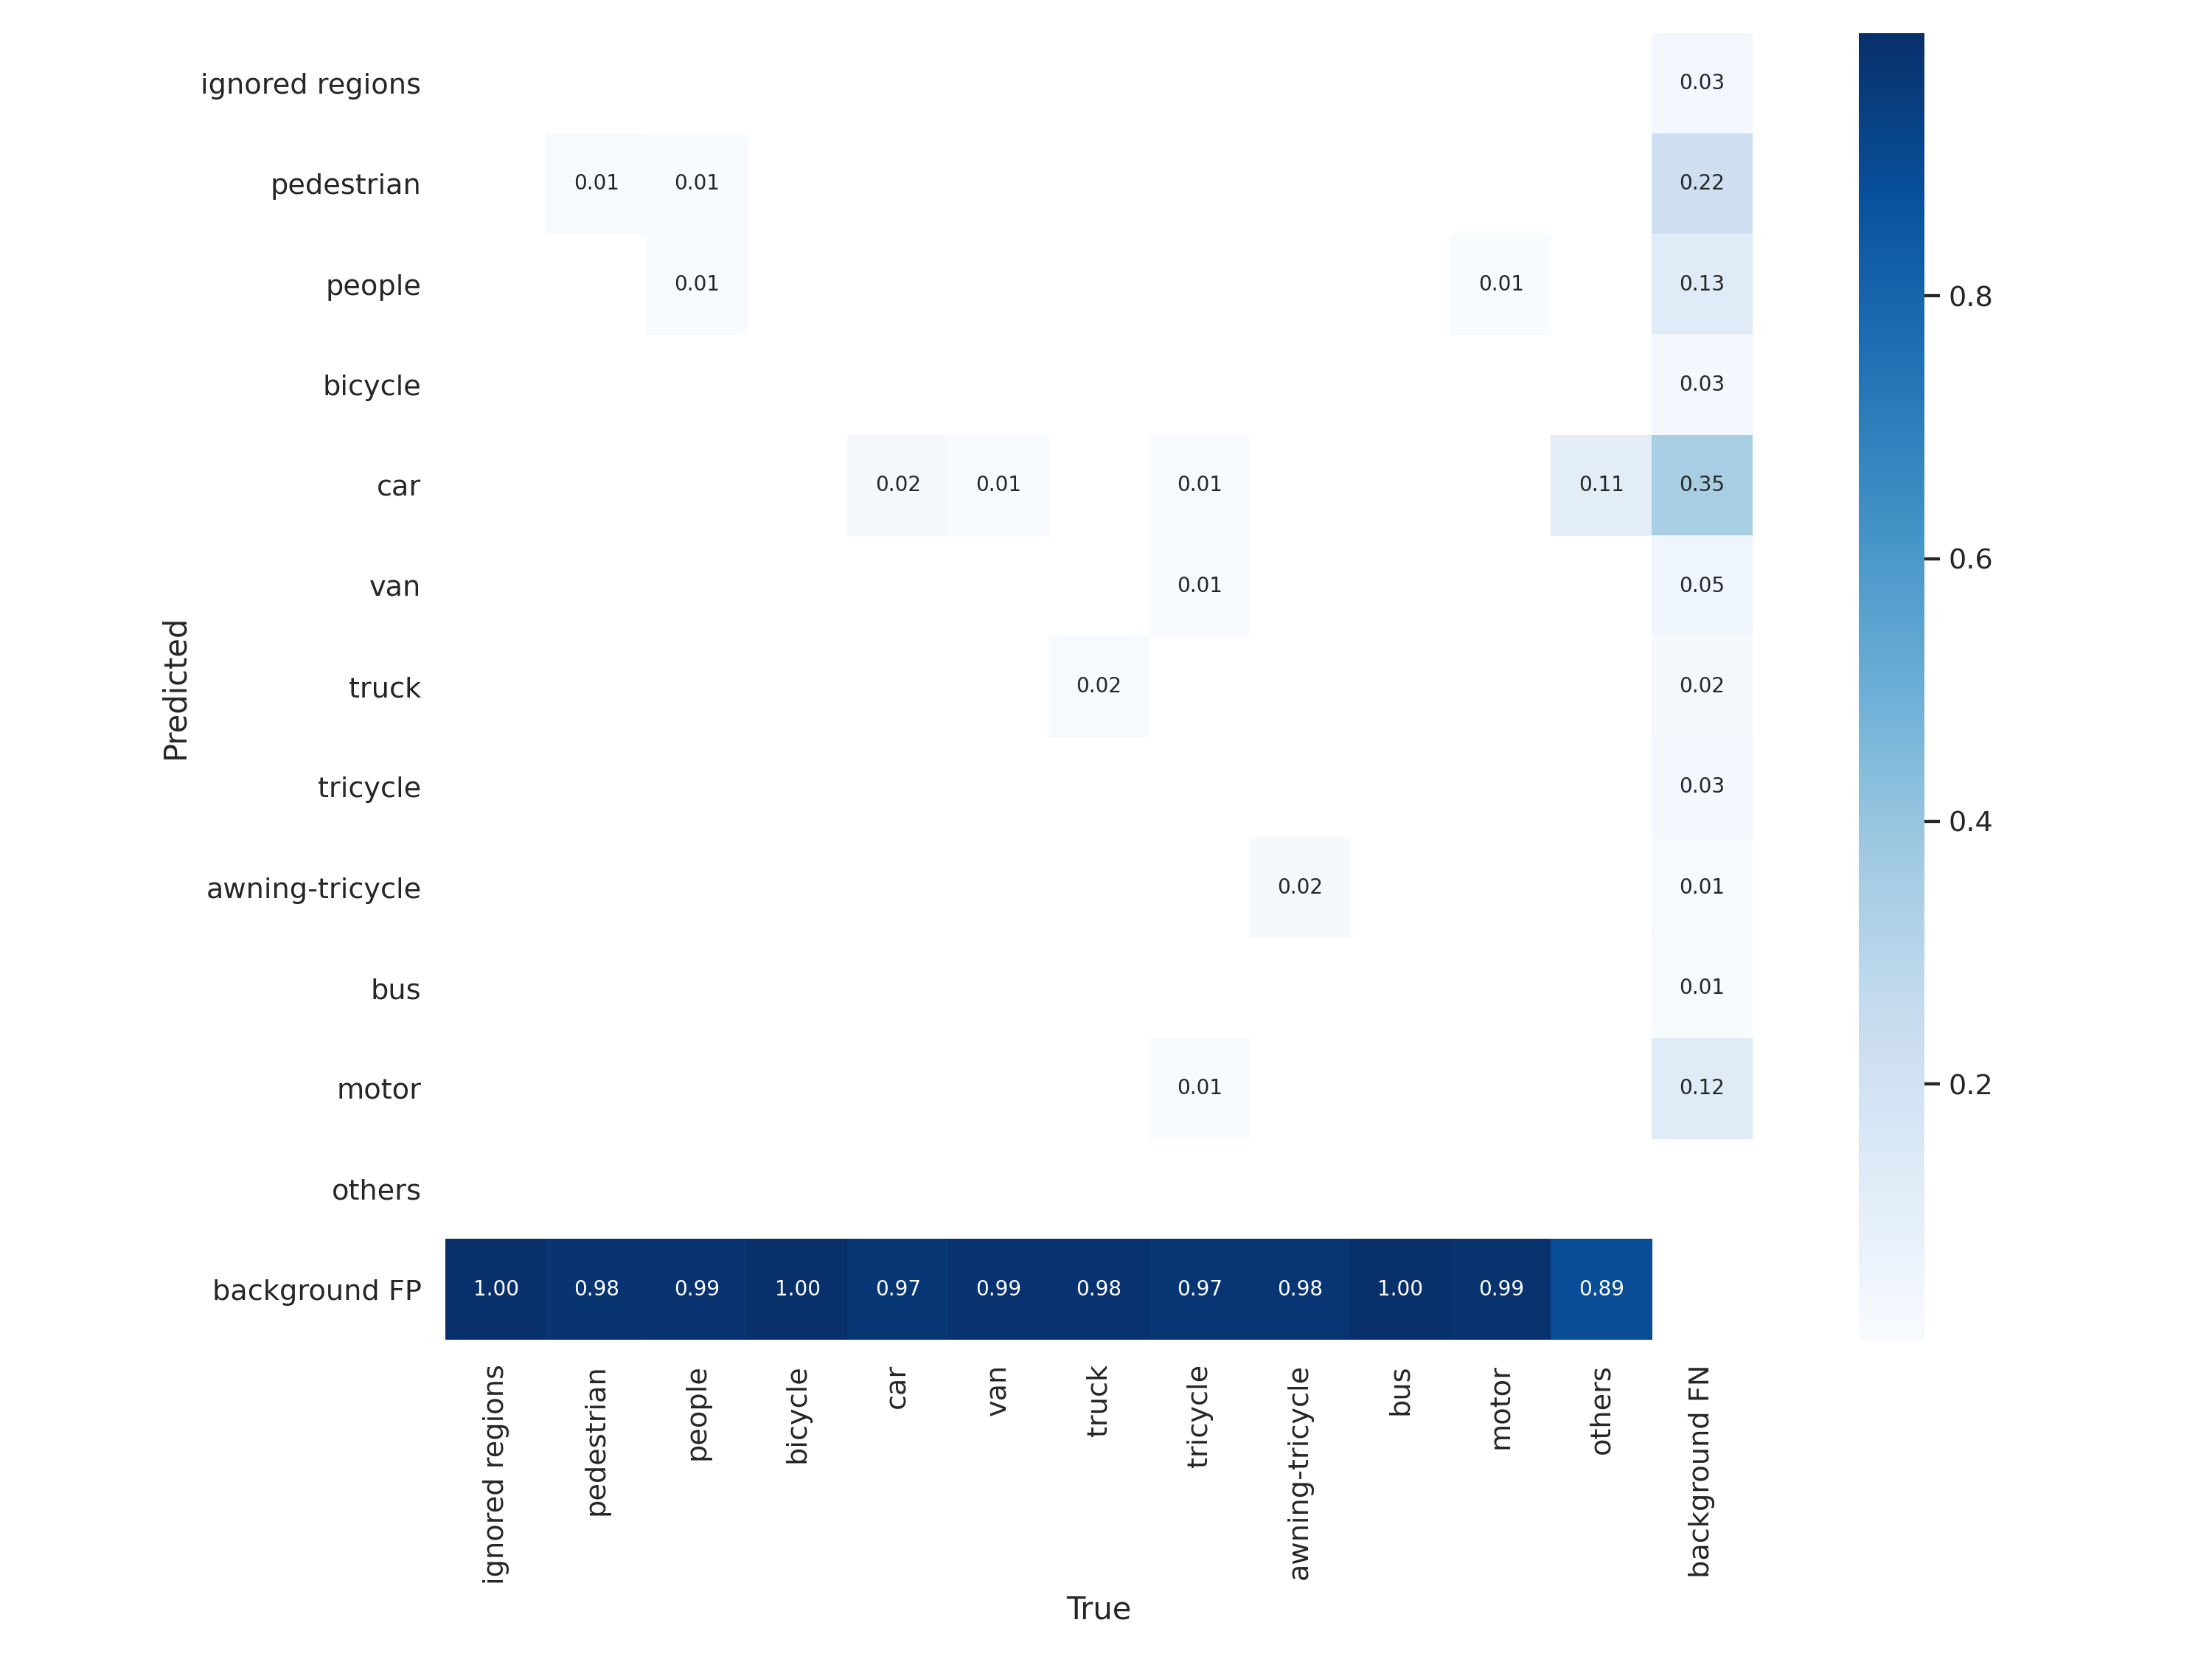 ignored regions 0.03
pedestrian 0.01 0.01 0.22
people 0.01 0.01 0.13
bicycle 0.03
car 0.02 0.01 0.01 0.11 0.35
van 0.01 0.05
truck 0.02 0.02
tricycle 0.03
awning-tricycle 0.02 0.01
bus 0.01
motor 0.01 0.12
others
background FP 1.00 0.98 0.99 1.00 0.97 0.99 0.98 0.97 0.98 1.00 0.99 0.89
Predicted
ignored regions
pedestrian
people
bicycle
car
van
truck
tricycle
awning-tricycle
bus
motor
others
background FN
True
0.8
0.6
0.4
0.2